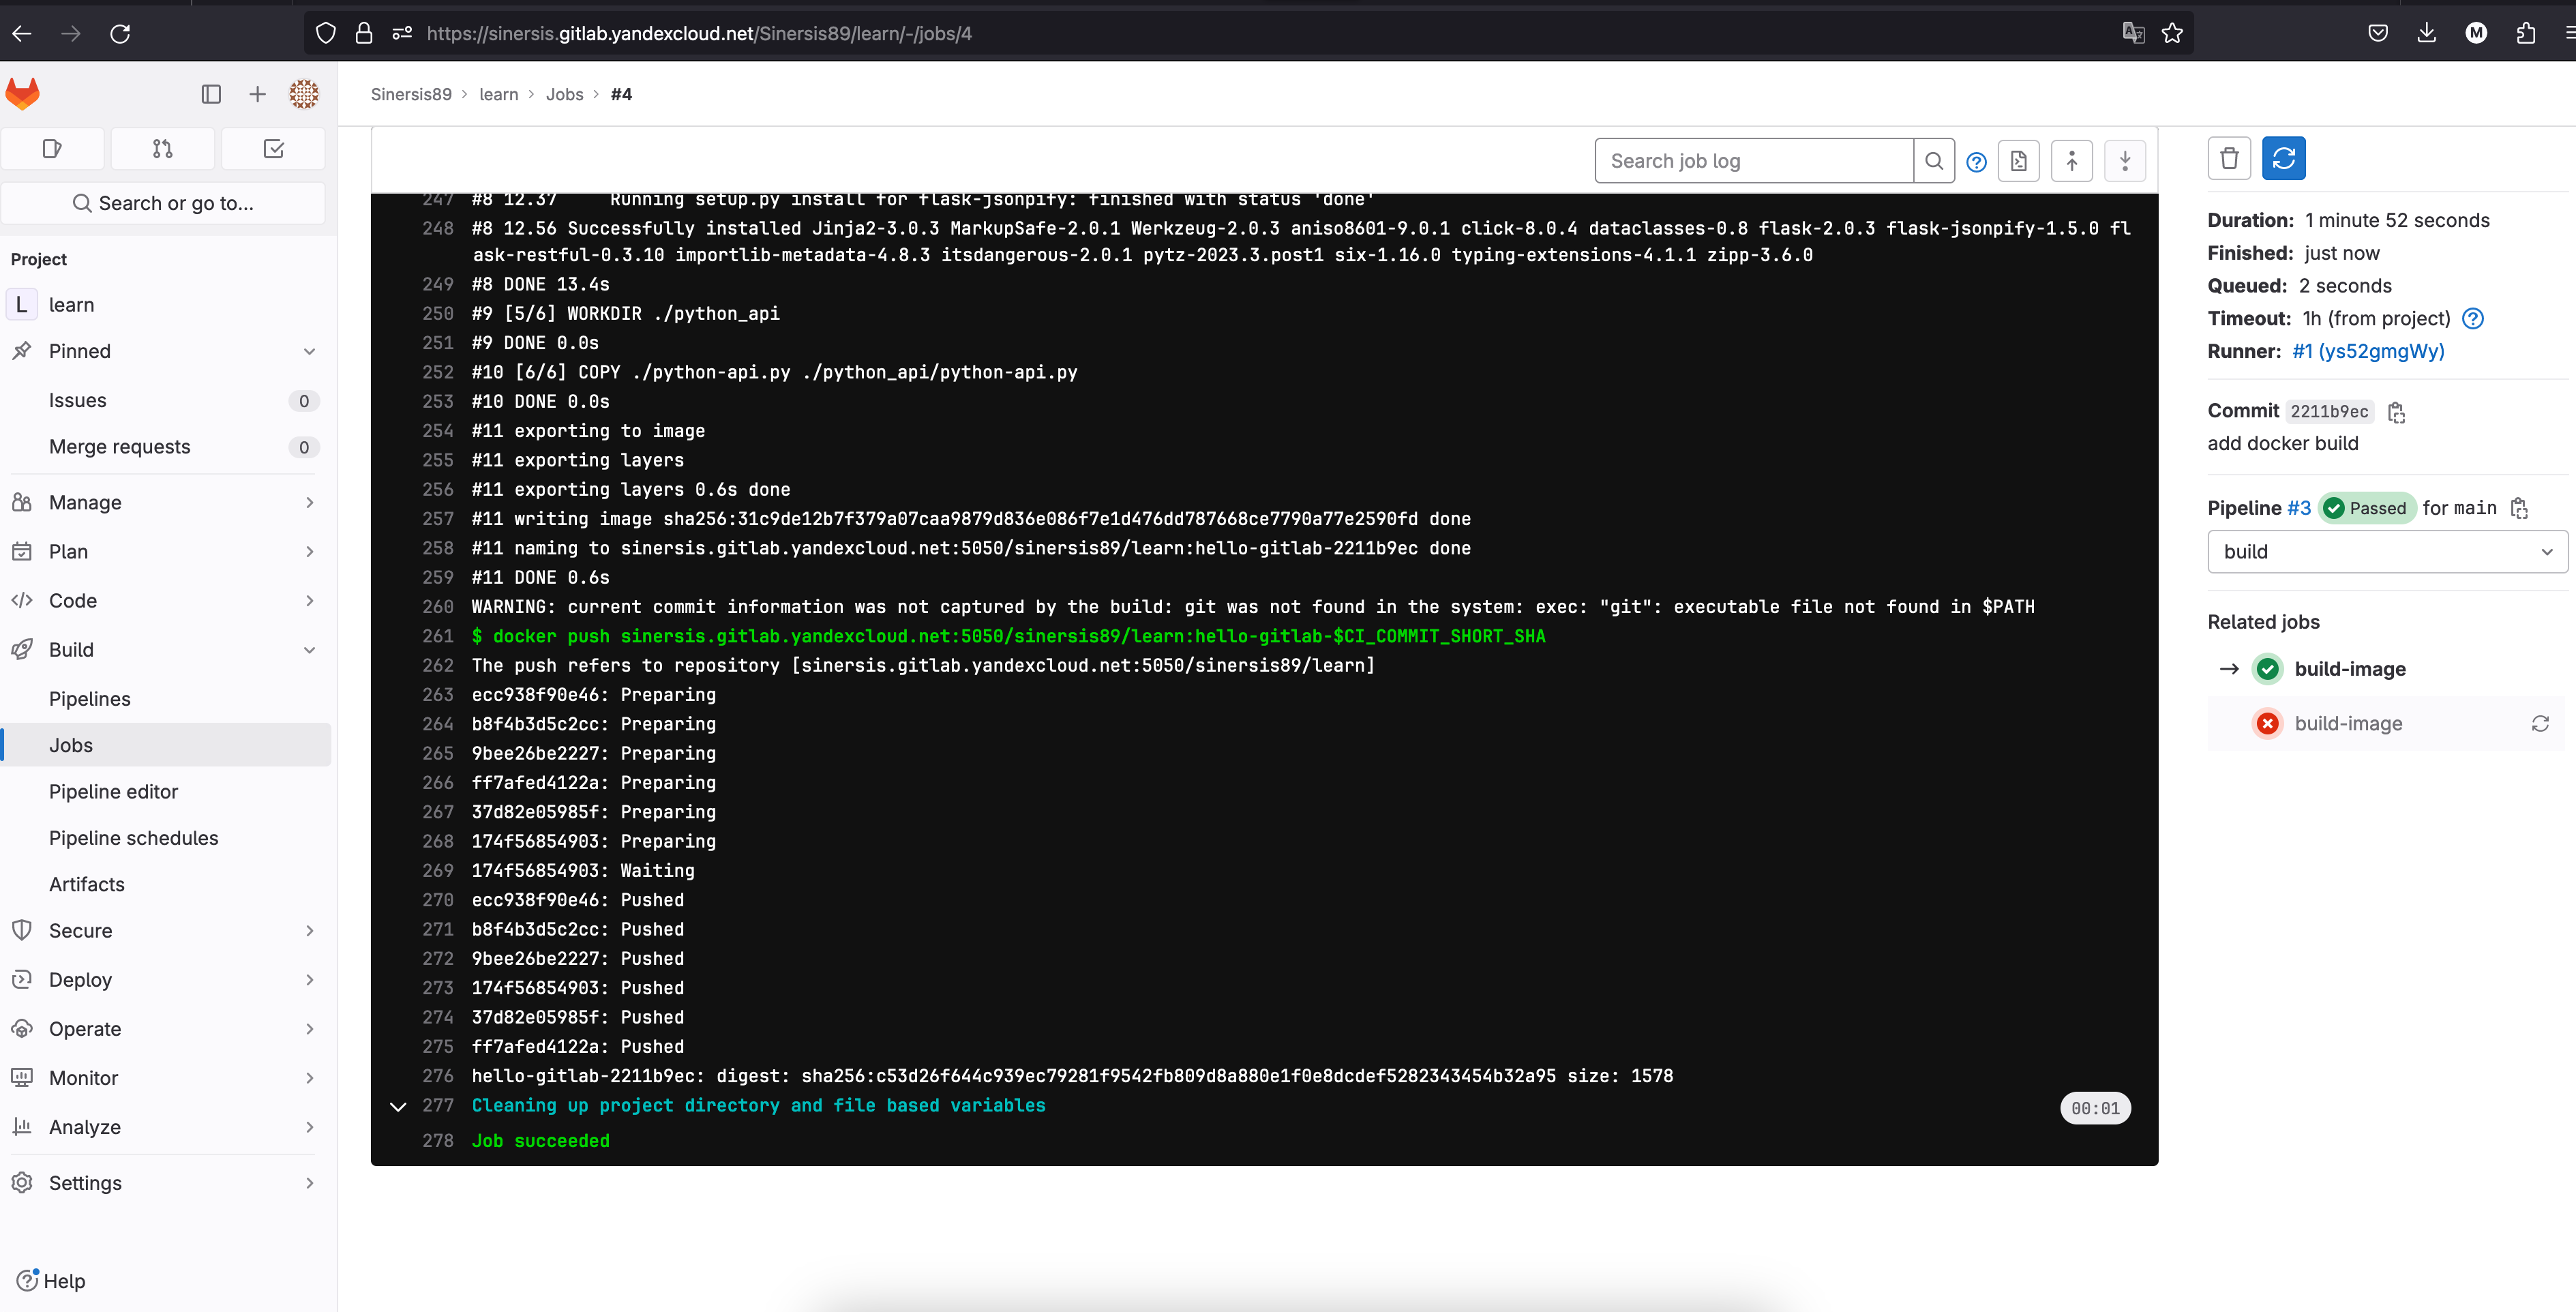 https://sinersis.gitlab.yandexcloud.net/Sinersis89/learn/-/jobs/4
M
Sinersis89 > learn > Jobs > #4
Search or go to...
Project
L learn
Pinned
Issues 0
Merge requests 0
Manage
Plan
Code
Build
Pipelines
Jobs
Pipeline editor
Pipeline schedules
Artifacts
Secure
Deploy
Operate
Monitor
Analyze
Settings
Help
Search job log
247 #8 12.37     Running setup.py install for flask-jsonpify: finished with status 'done'
248 #8 12.56 Successfully installed Jinja2-3.0.3 MarkupSafe-2.0.1 Werkzeug-2.0.3 aniso8601-9.0.1 click-8.0.4 dataclasses-0.8 flask-2.0.3 flask-jsonpify-1.5.0 fl
ask-restful-0.3.10 importlib-metadata-4.8.3 itsdangerous-2.0.1 pytz-2023.3.post1 six-1.16.0 typing-extensions-4.1.1 zipp-3.6.0
249 #8 DONE 13.4s
250 #9 [5/6] WORKDIR ./python_api
251 #9 DONE 0.0s
252 #10 [6/6] COPY ./python-api.py ./python_api/python-api.py
253 #10 DONE 0.0s
254 #11 exporting to image
255 #11 exporting layers
256 #11 exporting layers 0.6s done
257 #11 writing image sha256:31c9de12b7f379a07caa9879d836e086f7e1d476dd787668ce7790a77e2590fd done
258 #11 naming to sinersis.gitlab.yandexcloud.net:5050/sinersis89/learn:hello-gitlab-2211b9ec done
259 #11 DONE 0.6s
260 WARNING: current commit information was not captured by the build: git was not found in the system: exec: "git": executable file not found in $PATH
261 $ docker push sinersis.gitlab.yandexcloud.net:5050/sinersis89/learn:hello-gitlab-$CI_COMMIT_SHORT_SHA
262 The push refers to repository [sinersis.gitlab.yandexcloud.net:5050/sinersis89/learn]
263 ecc938f90e46: Preparing
264 b8f4b3d5c2cc: Preparing
265 9bee26be2227: Preparing
266 ff7afed4122a: Preparing
267 37d82e05985f: Preparing
268 174f56854903: Preparing
269 174f56854903: Waiting
270 ecc938f90e46: Pushed
271 b8f4b3d5c2cc: Pushed
272 9bee26be2227: Pushed
273 174f56854903: Pushed
274 37d82e05985f: Pushed
275 ff7afed4122a: Pushed
276 hello-gitlab-2211b9ec: digest: sha256:c53d26f644c939ec79281f9542fb809d8a880e1f0e8dcdef5282343454b32a95 size: 1578
277 Cleaning up project directory and file based variables 00:01
278 Job succeeded
Duration: 1 minute 52 seconds
Finished: just now
Queued: 2 seconds
Timeout: 1h (from project)
Runner: #1 (ys52gmgWy)
Commit 2211b9ec
add docker build
Pipeline #3 Passed for main
build
Related jobs
build-image
build-image